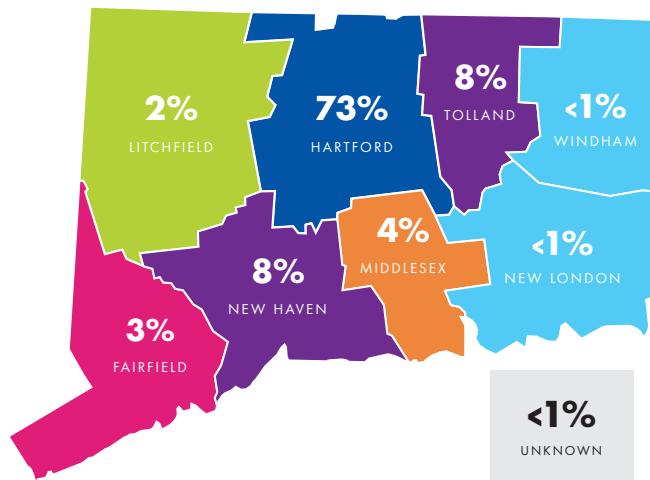 2%
LITCHFIELD
73%
HARTFORD
8%
TOLLAND
<1%
WINDHAM
4%
MIDDLESEX
<1%
NEW LONDON
8%
NEW HAVEN
3%
FAIRFIELD
<1%
UNKNOWN